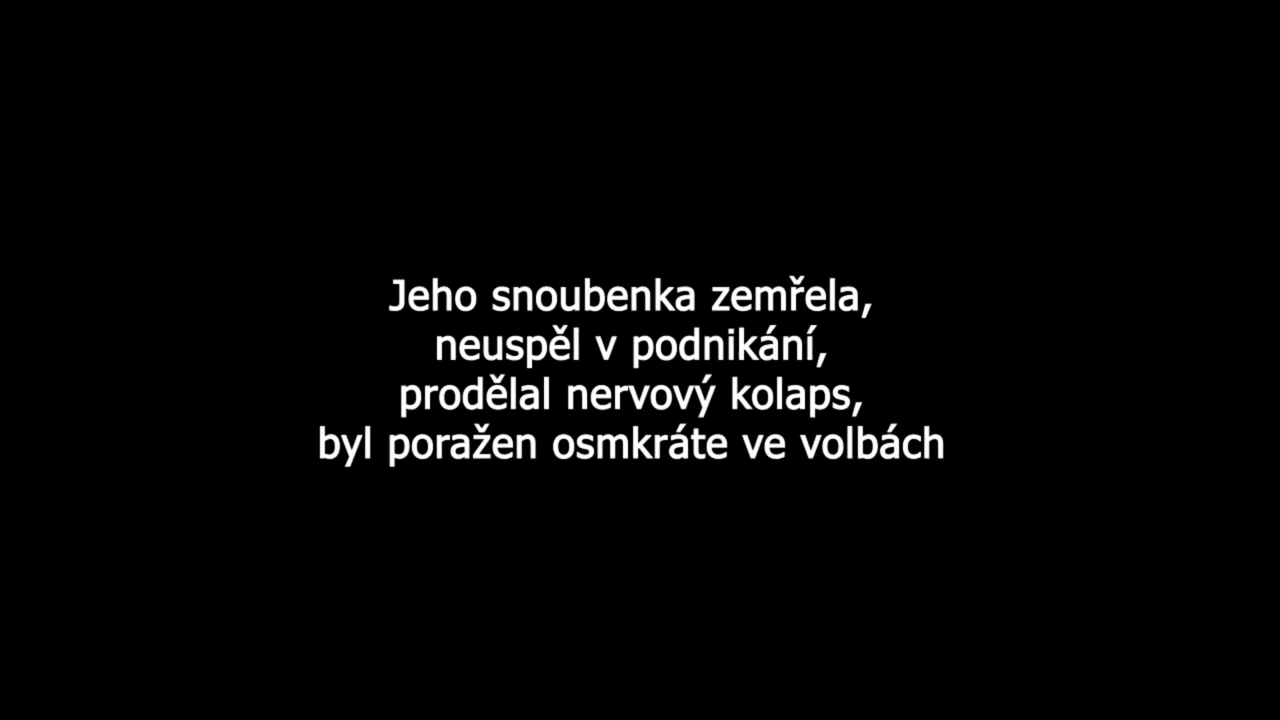 Jeho snoubenka zemřela,
neuspěl v podnikání,
prodělal nervový kolaps,
byl poražen osmkráte ve volbách